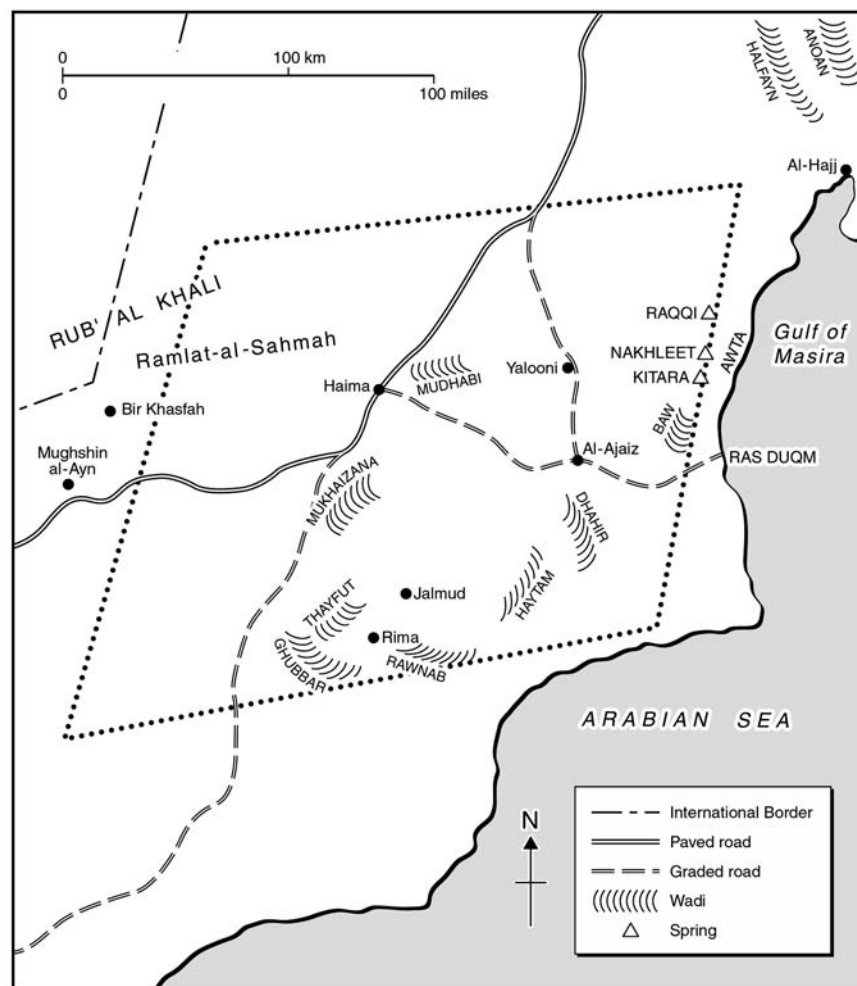 0 100 km
0 100 miles
HALFAYN
ANOAN
Al-Hajj
RUB' AL KHALI
Ramlat-al-Sahmah
RAQQI
Gulf of
Masira
NAKHLEET
AWTA
Yalooni
KITARA
MUDHABI
Haima
Bir Khasfah
BAW
Mughshin
al-Ayn
Al-Ajaiz
RAS DUQM
MUKHAIZANA
DHAHIR
Jalmud
HAYTAM
THAYFUT
Rima
GHUBBAR
RAWNAB
ARABIAN SEA
N
International Border
Paved road
Graded road
Wadi
Spring